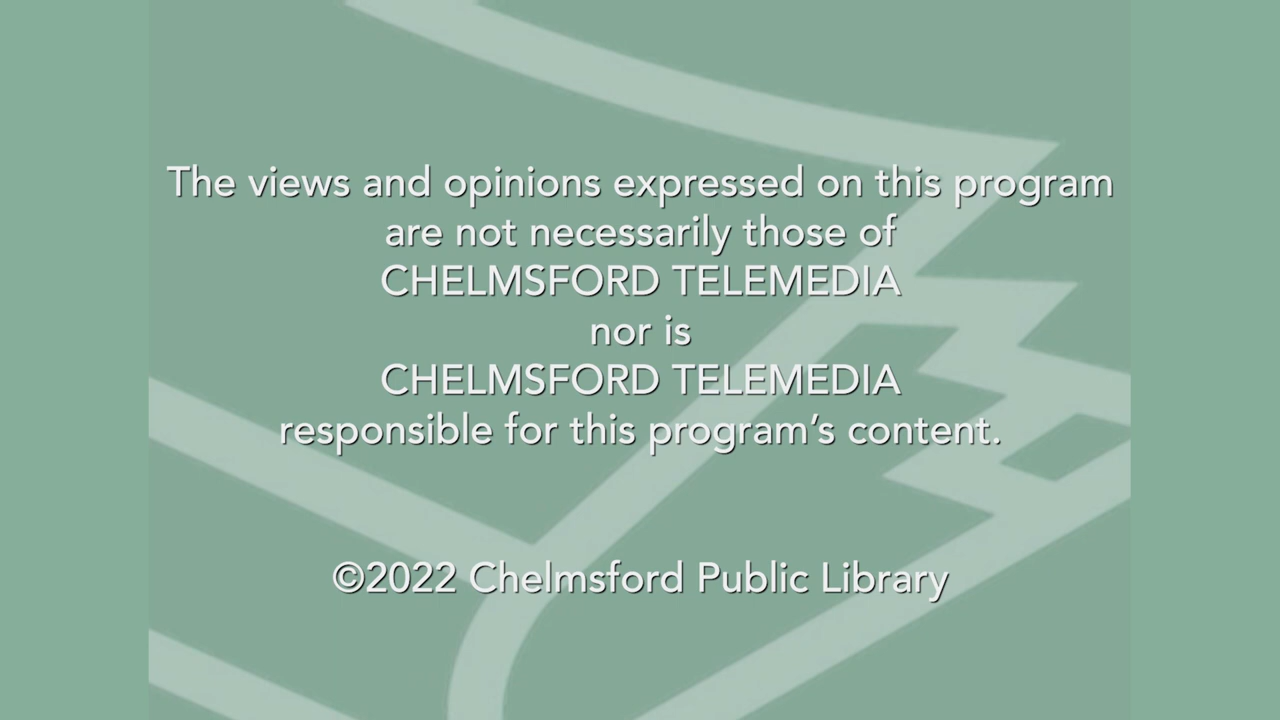 The views and opinions expressed on this program
are not necessarily those of
CHELMSFORD TELEMEDIA
nor is
CHELMSFORD TELEMEDIA
responsible for this program’s content.
©2022 Chelmsford Public Library